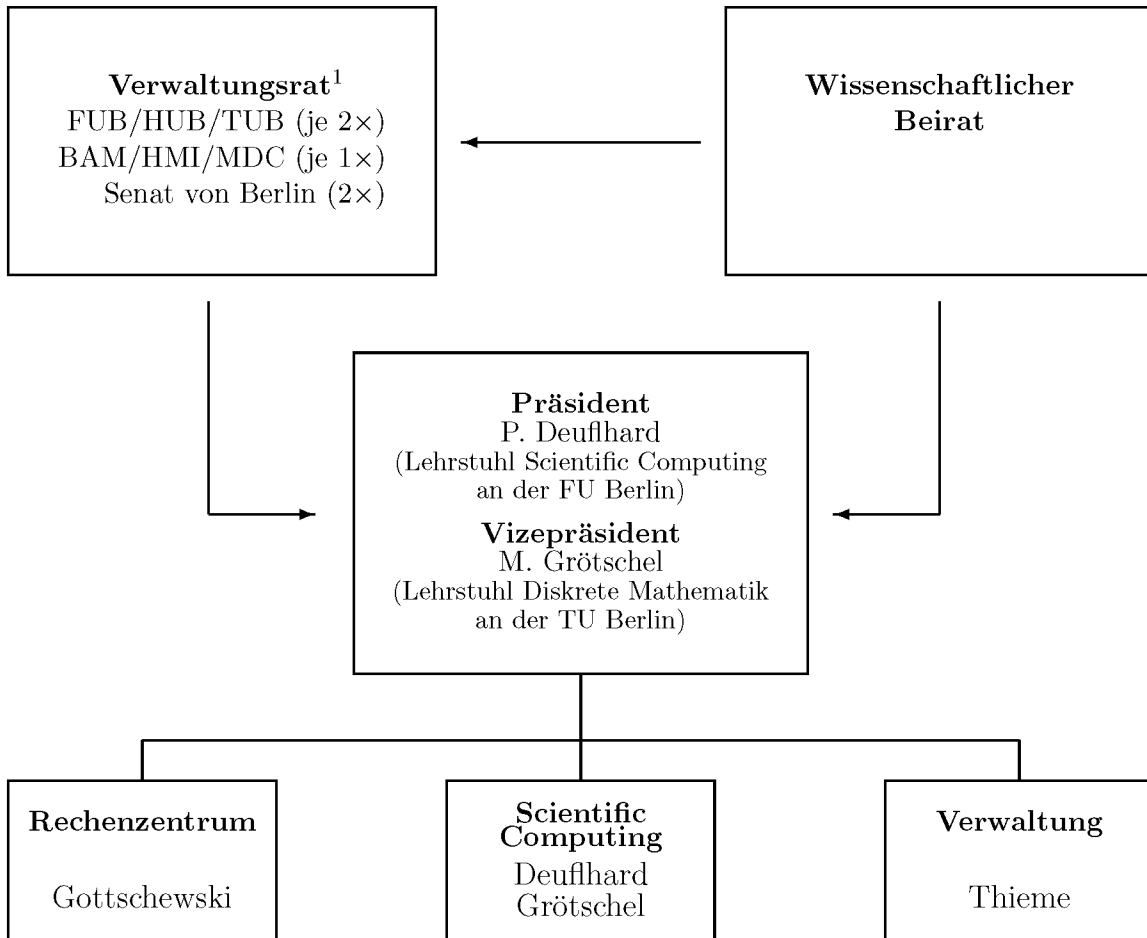 Verwaltungsrat¹
FUB/HUB/TUB (je 2×)
BAM/HMI/MDC (je 1×)
Senat von Berlin (2×)
Wissenschaftlicher
Beirat
Präsident
P. Deuflhard
(Lehrstuhl Scientific Computing
an der FU Berlin)
Vizepräsident
M. Grötschel
(Lehrstuhl Diskrete Mathematik
an der TU Berlin)
Rechenzentrum
Gottschewski
Scientific
Computing
Deuflhard
Grötschel
Verwaltung
Thieme